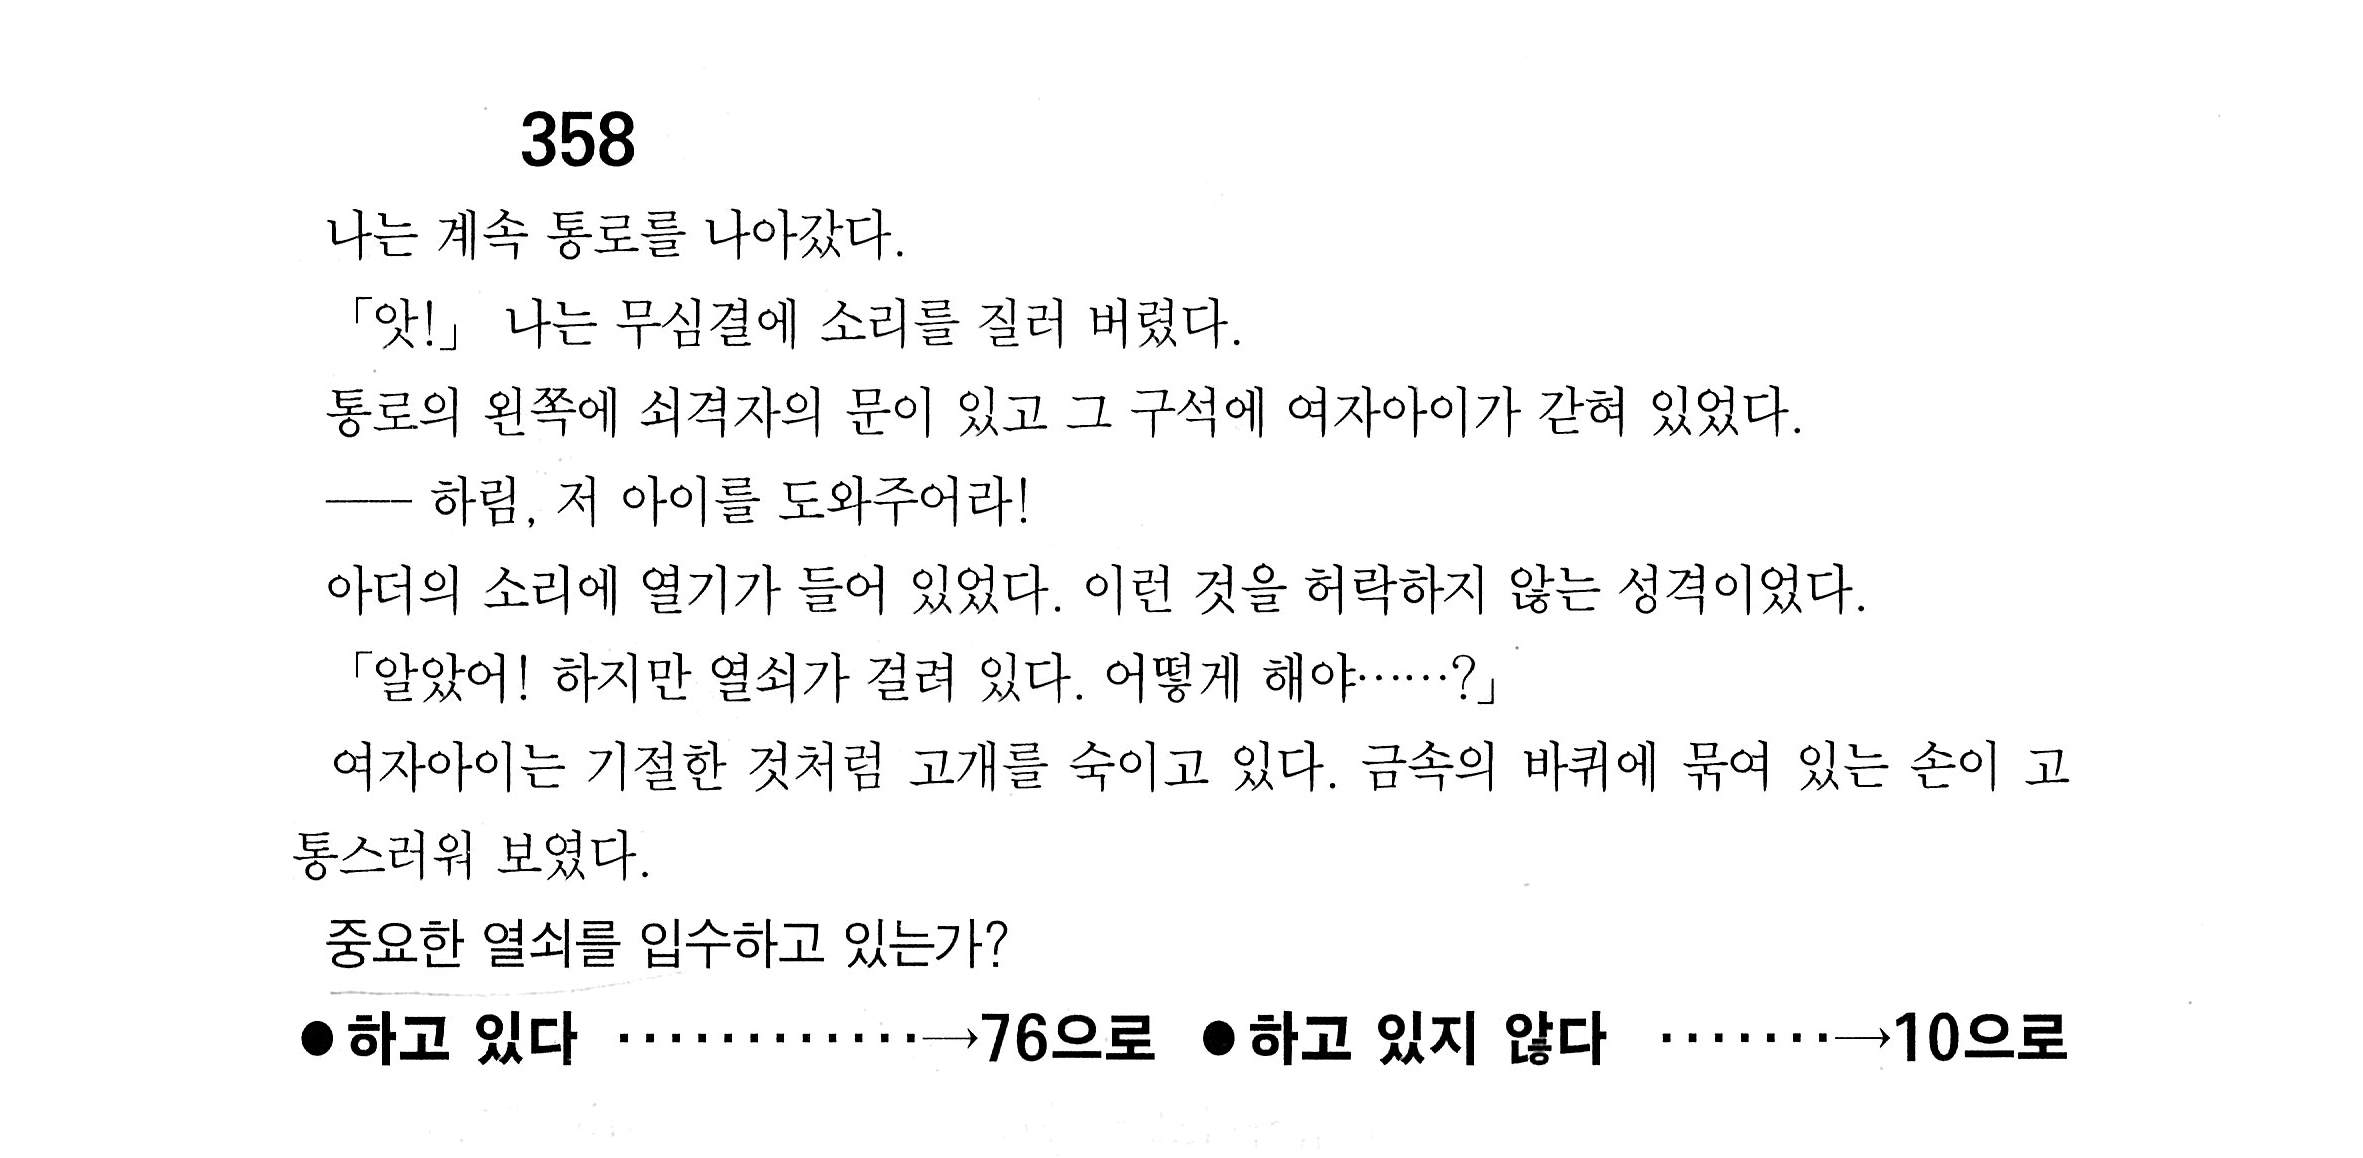 358
나는 계속 통로를 나아갔다.
「앗!」 나는 무심결에 소리를 질러 버렸다.
통로의 왼쪽에 쇠격자의 문이 있고 그 구석에 여자아이가 갇혀 있었다.
── 하림, 저 아이를 도와주어라!
아더의 소리에 열기가 들어 있었다. 이런 것을 허락하지 않는 성격이었다.
「알았어! 하지만 열쇠가 걸려 있다. 어떻게 해야……?」
여자아이는 기절한 것처럼 고개를 숙이고 있다. 금속의 바퀴에 묶여 있는 손이 고
통스러워 보였다.
중요한 열쇠를 입수하고 있는가?
●하고 있다 ············→76으로 ●하고 있지 않다 ·······→10으로